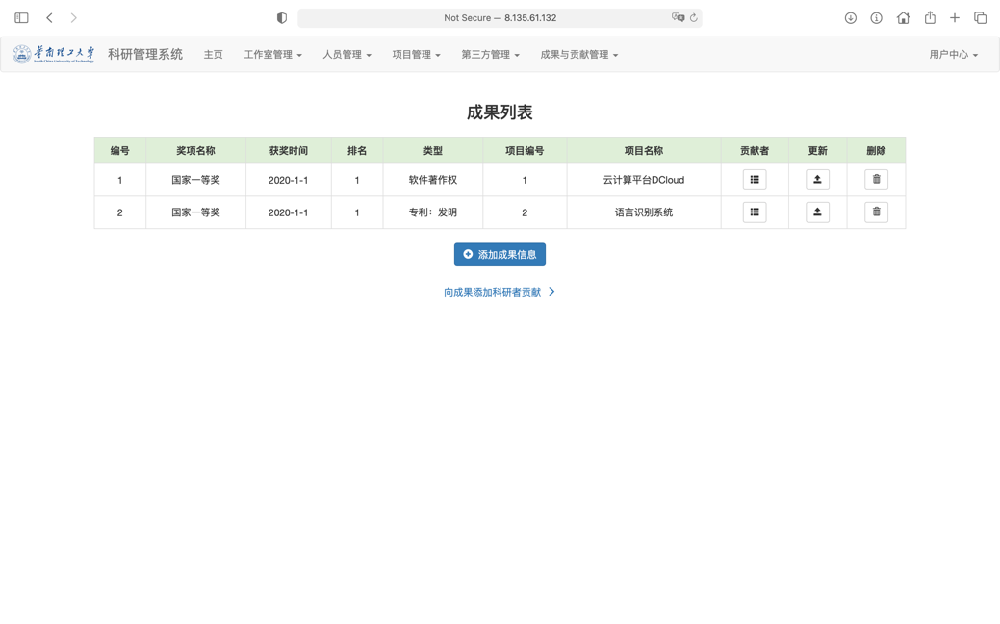 Not Secure — 8.135.61.132
华南理工大学
South China University of Technology
科研管理系统 主页 工作室管理 人员管理 项目管理 第三方管理 成果与贡献管理 用户中心
成果列表
编号 奖项名称 获奖时间 排名 类型 项目编号 项目名称 贡献者 更新 删除
1 国家一等奖 2020-1-1 1 软件著作权 1 云计算平台DCloud
2 国家一等奖 2020-1-1 1 专利：发明 2 语言识别系统
添加成果信息
向成果添加科研者贡献